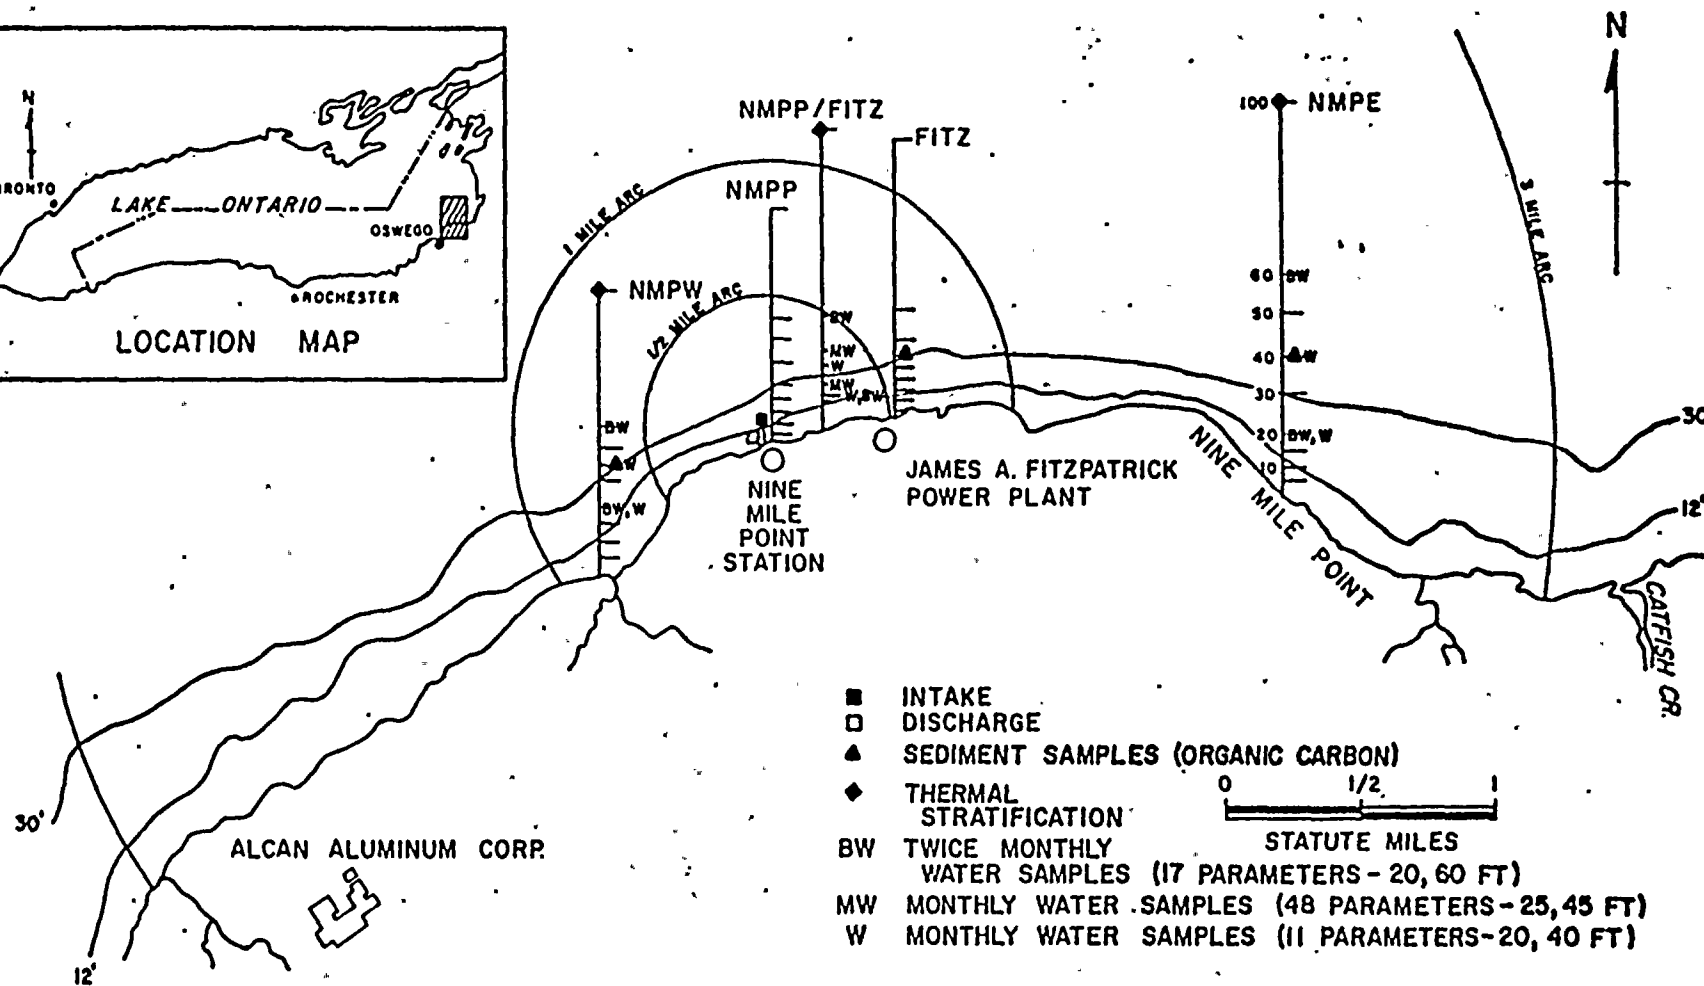 N
RONTO
LAKE ONTARIO
OSWEGO
ROCHESTER
LOCATION MAP
N
NMPP/FITZ
FITZ
NMPP
NMPW
NMPE
1 MILE ARC
1/2 MILE ARC
3 MILE ARC
100
60 BW
50
40 W
30
20 BW, W
10
BW
MW
W
MW
W, BW
BW
W
BW, W
30
12'
NINE
MILE
POINT
STATION
JAMES A. FITZPATRICK
POWER PLANT
NINE MILE POINT
CATFISH CR.
30'
12'
ALCAN ALUMINUM CORP.
INTAKE
DISCHARGE
SEDIMENT SAMPLES (ORGANIC CARBON)
THERMAL
STRATIFICATION
0 1/2 1
STATUTE MILES
BW TWICE MONTHLY
WATER SAMPLES (17 PARAMETERS - 20, 60 FT)
MW MONTHLY WATER SAMPLES (48 PARAMETERS - 25, 45 FT)
W MONTHLY WATER SAMPLES (11 PARAMETERS - 20, 40 FT)